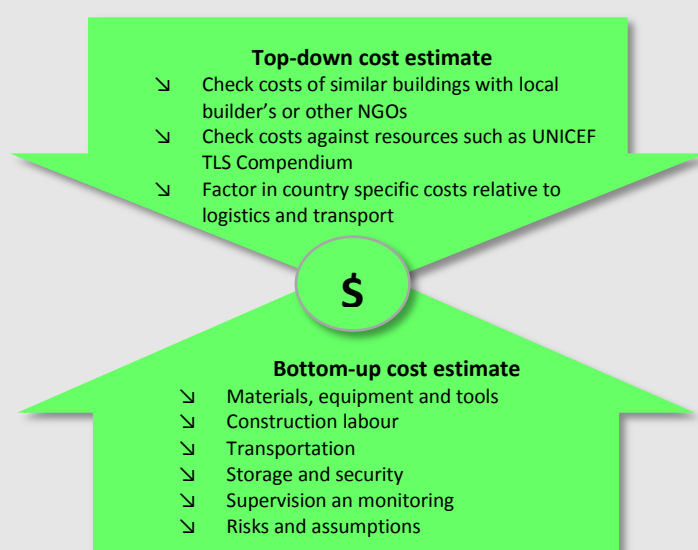 Top-down cost estimate
↘ Check costs of similar buildings with local
builder's or other NGOs
↘ Check costs against resources such as UNICEF
TLS Compendium
↘ Factor in country specific costs relative to
logistics and transport
$
Bottom-up cost estimate
↘ Materials, equipment and tools
↘ Construction labour
↘ Transportation
↘ Storage and security
↘ Supervision an monitoring
↘ Risks and assumptions